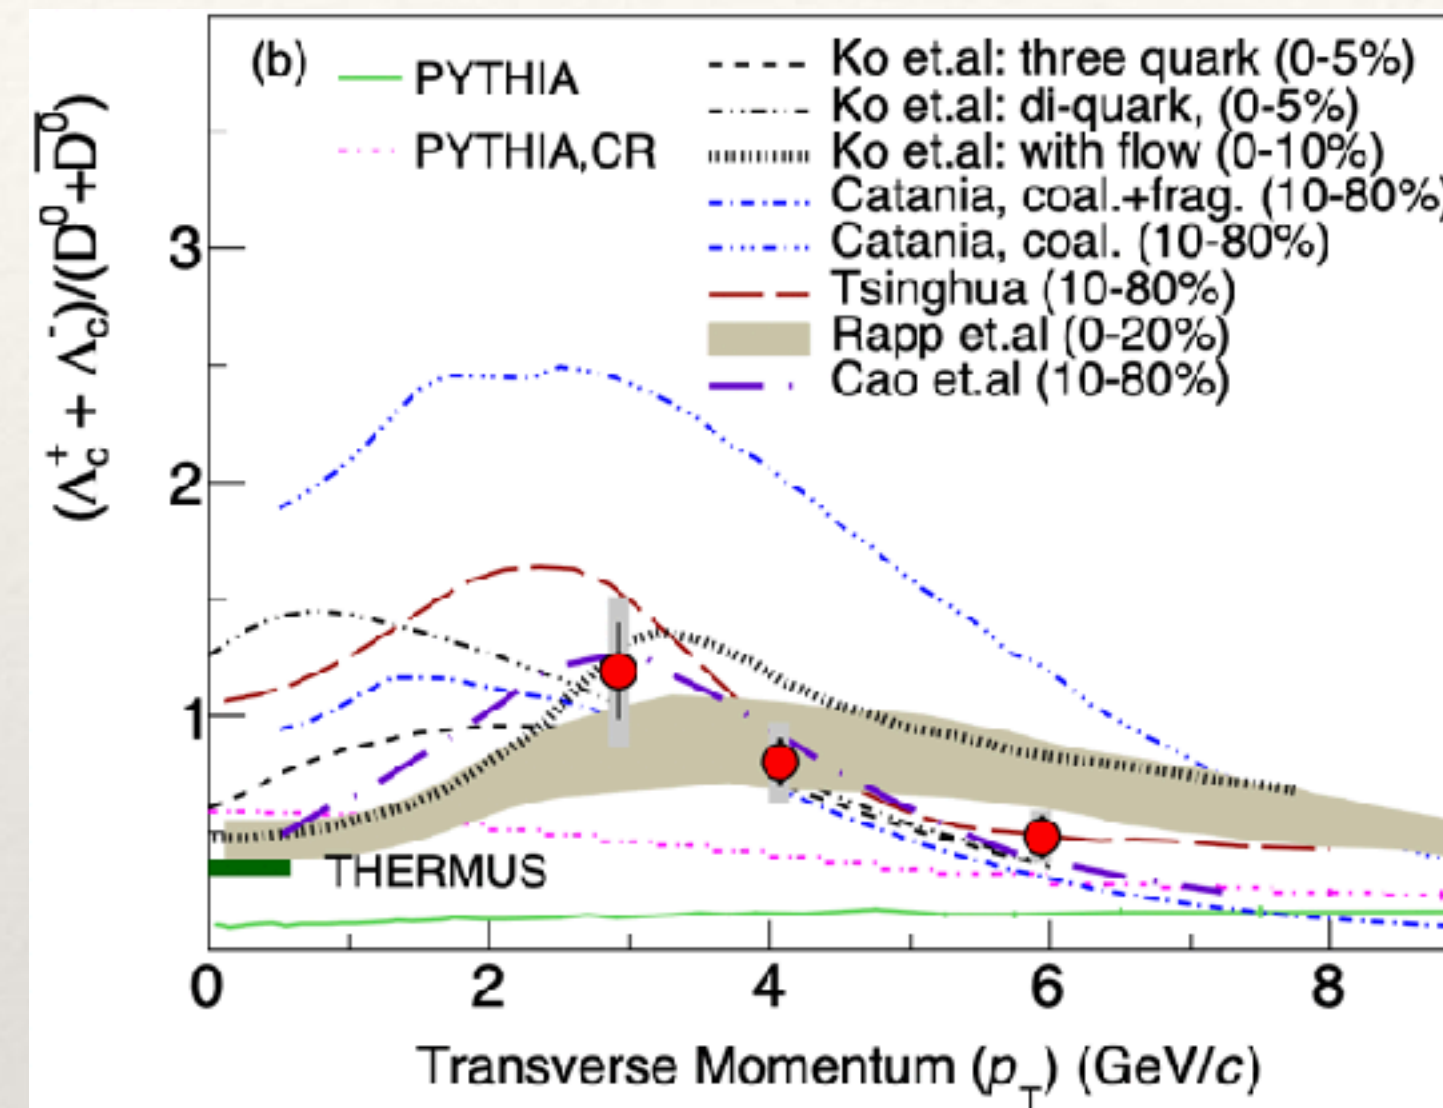 (b)
PYTHIA
PYTHIA,CR
Ko et.al: three quark (0-5%)
Ko et.al: di-quark, (0-5%)
Ko et.al: with flow (0-10%)
Catania, coal.+frag. (10-80%)
Catania, coal. (10-80%)
Tsinghua (10-80%)
Rapp et.al (0-20%)
Cao et.al (10-80%)
(Λc⁺ + Λc⁻)/(D⁰+D̅⁰)
3
2
1
THERMUS
0 2 4 6 8
Transverse Momentum (pT) (GeV/c)